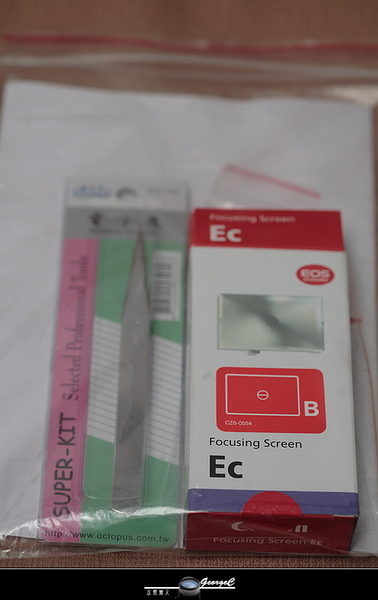 SUPER-KIT Selected Professional Tools
http://www.octopus.com.tw
Focusing Screen
Ec
EOS
B
CZ6-0554
Focusing Screen
Ec
Canon
Focusing Screen Ec
GeorgeC